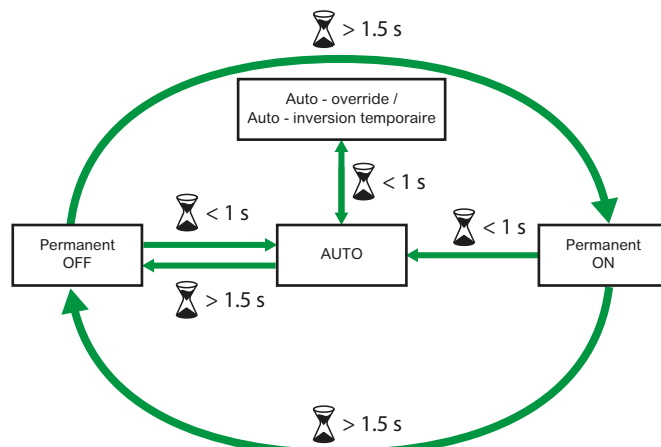 > 1.5 s
Auto - override /
Auto - inversion temporaire
< 1 s
< 1 s
< 1 s
Permanent
OFF
AUTO
Permanent
ON
> 1.5 s
> 1.5 s